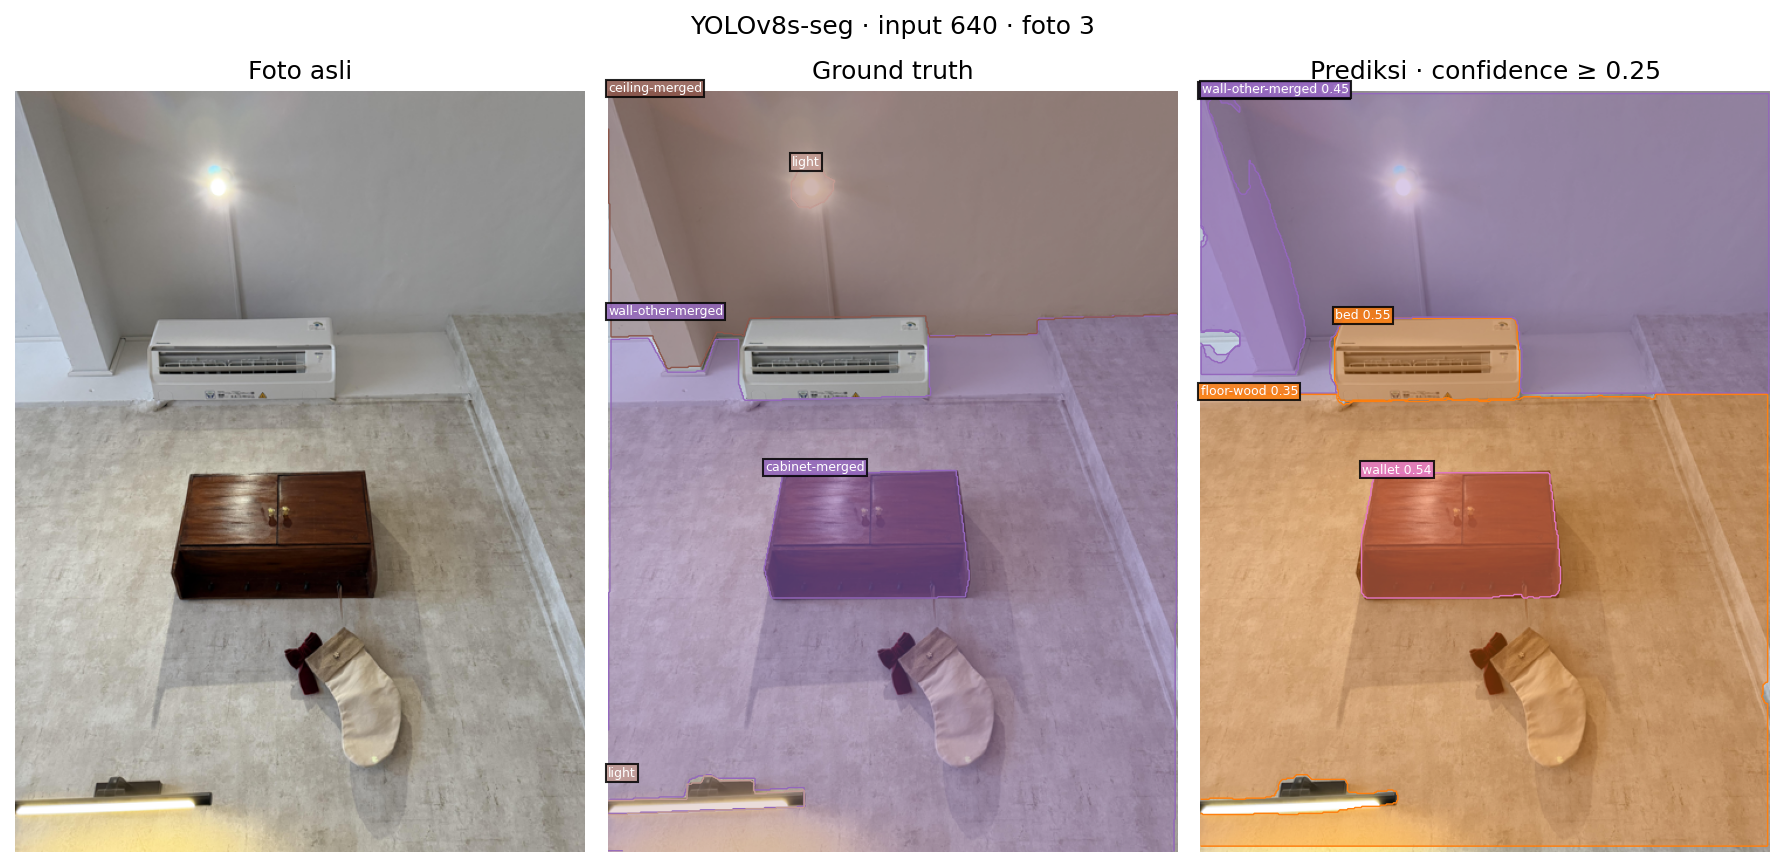 YOLOv8s-seg · input 640 · foto 3
Foto asli
Ground truth
Prediksi · confidence ≥ 0.25
ceiling-merged
light
wall-other-merged
cabinet-merged
light
wall-other-merged 0.45
bed 0.55
floor-wood 0.35
wallet 0.54